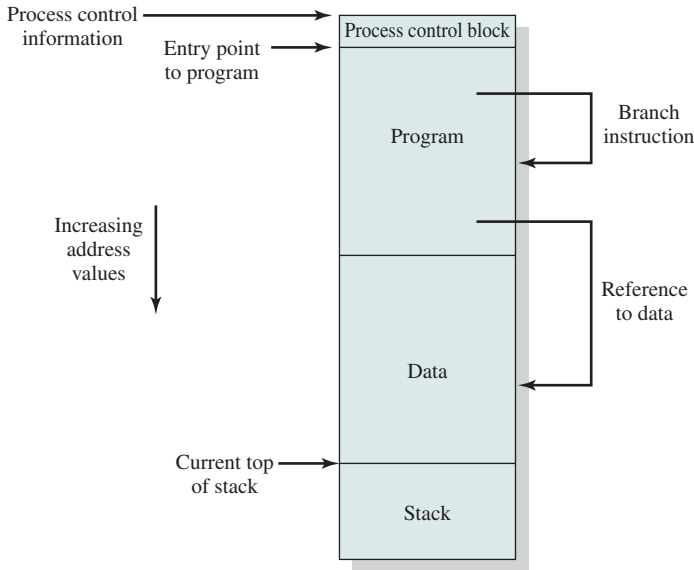 Process control
information
Process control block
Entry point
to program
Branch
instruction
Program
Increasing
address
values
Reference
to data
Data
Current top
of stack
Stack